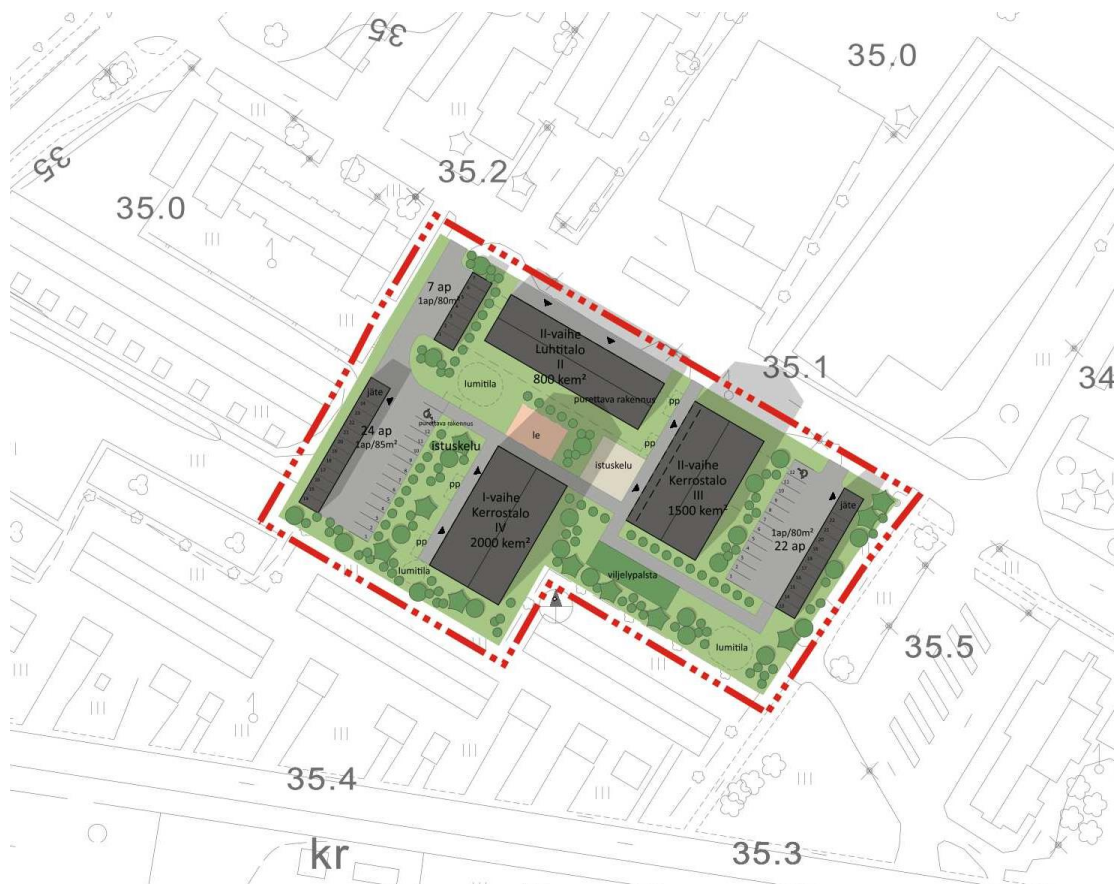 35
35.0
35.2
35
35.0
35.1
34
7 ap
1ap/80m²
II-vaihe
Luhtitalo
II
800 kem²
purettava rakennus
lumitila
jäte
24 ap
1ap/85m²
purettava rakennus
istuskelu
le
pp
pp
istuskelu
pp
pp
I-vaihe
Kerrostalo
IV
2000 kem²
lumitila
II-vaihe
Kerrostalo
III
1500 kem²
jäte
1ap/80m²
22 ap
viljelypalsta
lumitila
35.5
35.4
35.3
kr